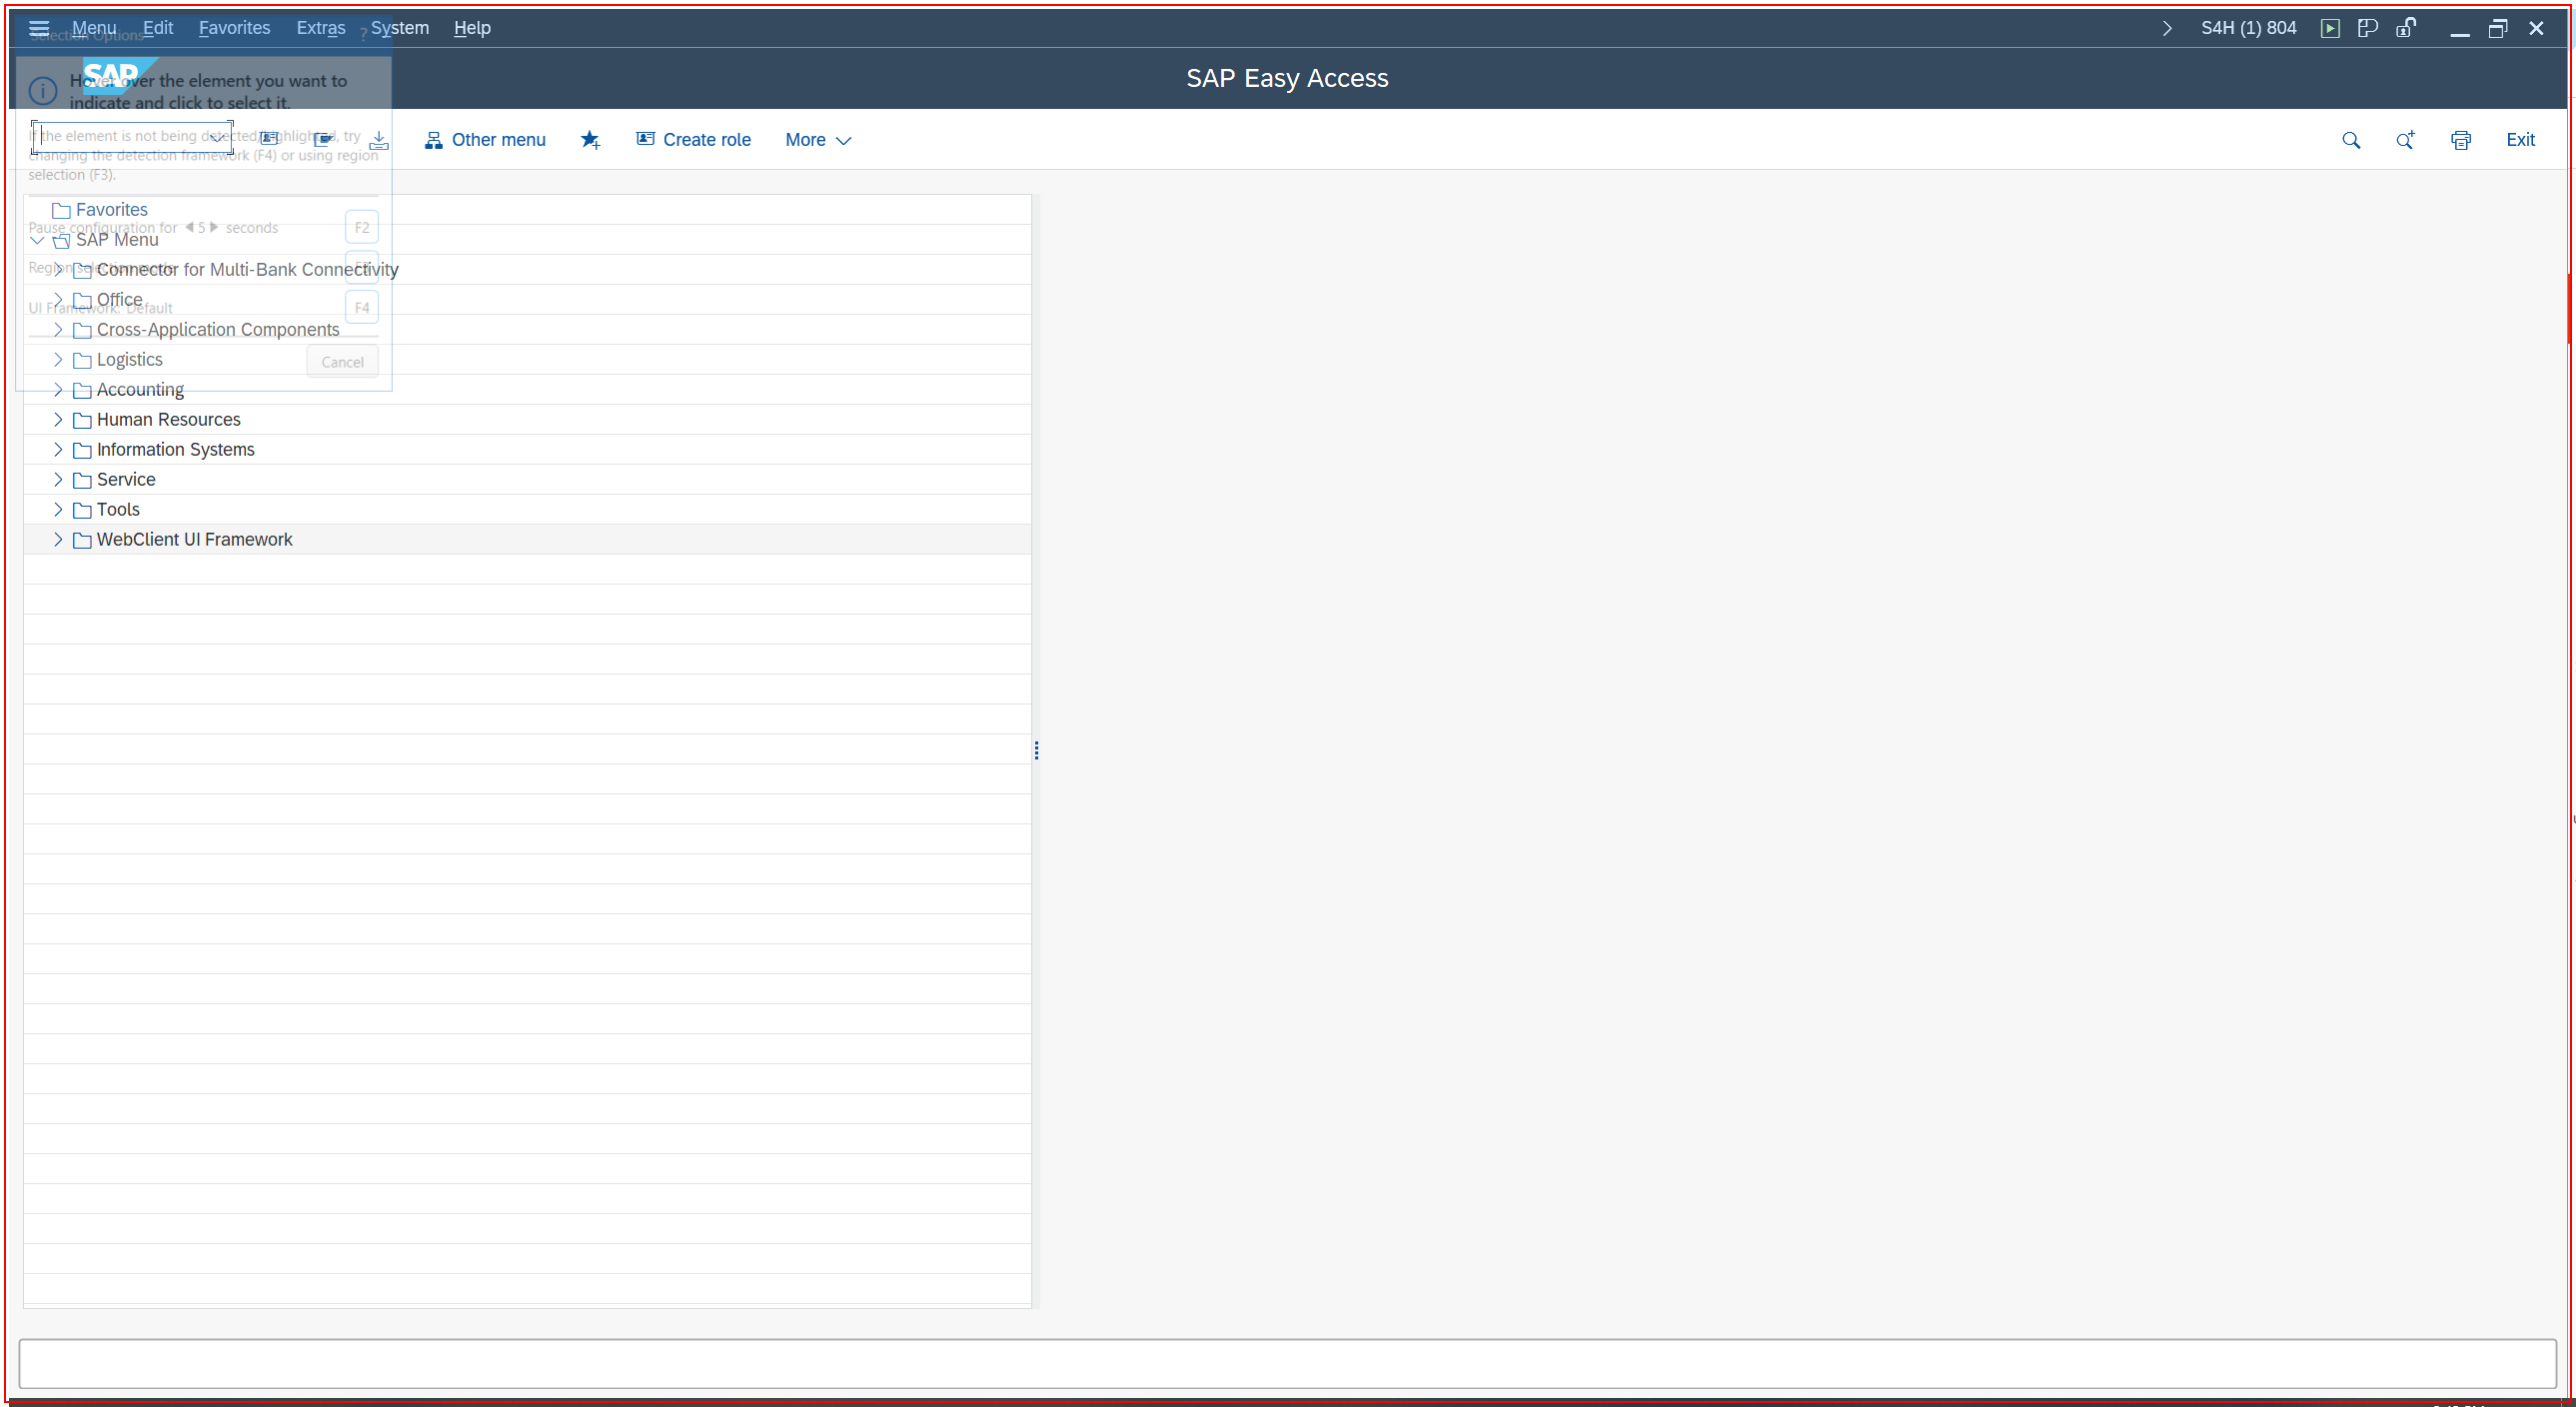 Menu Edit Favorites Extras System Help S4H (1) 804
Selection Options ?
SAP
SAP Easy Access
Hover over the element you want to
indicate and click to select it.
If the element is not being detected/highlighted, try
changing the detection framework (F4) or using region
selection (F3).
Other menu Create role More Exit
Favorites
Pause configuration for 5 seconds F2
SAP Menu
Region selection mode F3
Connector for Multi-Bank Connectivity
Office
UI Framework: Default F4
Cross-Application Components
Logistics
Cancel
Accounting
Human Resources
Information Systems
Service
Tools
WebClient UI Framework